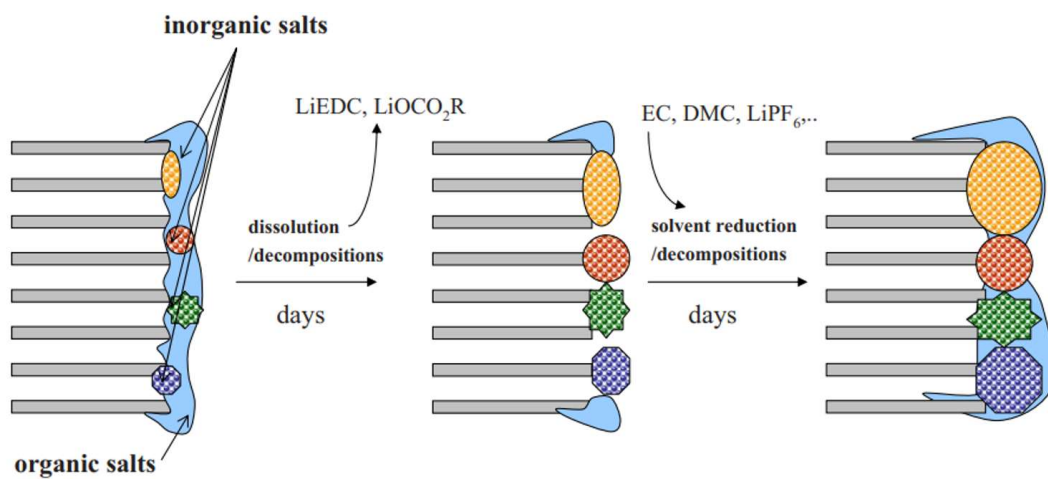 inorganic salts
LiEDC, LiOCO₂R
EC, DMC, LiPF₆,..
dissolution
/decompositions
days
solvent reduction
/decompositions
days
organic salts